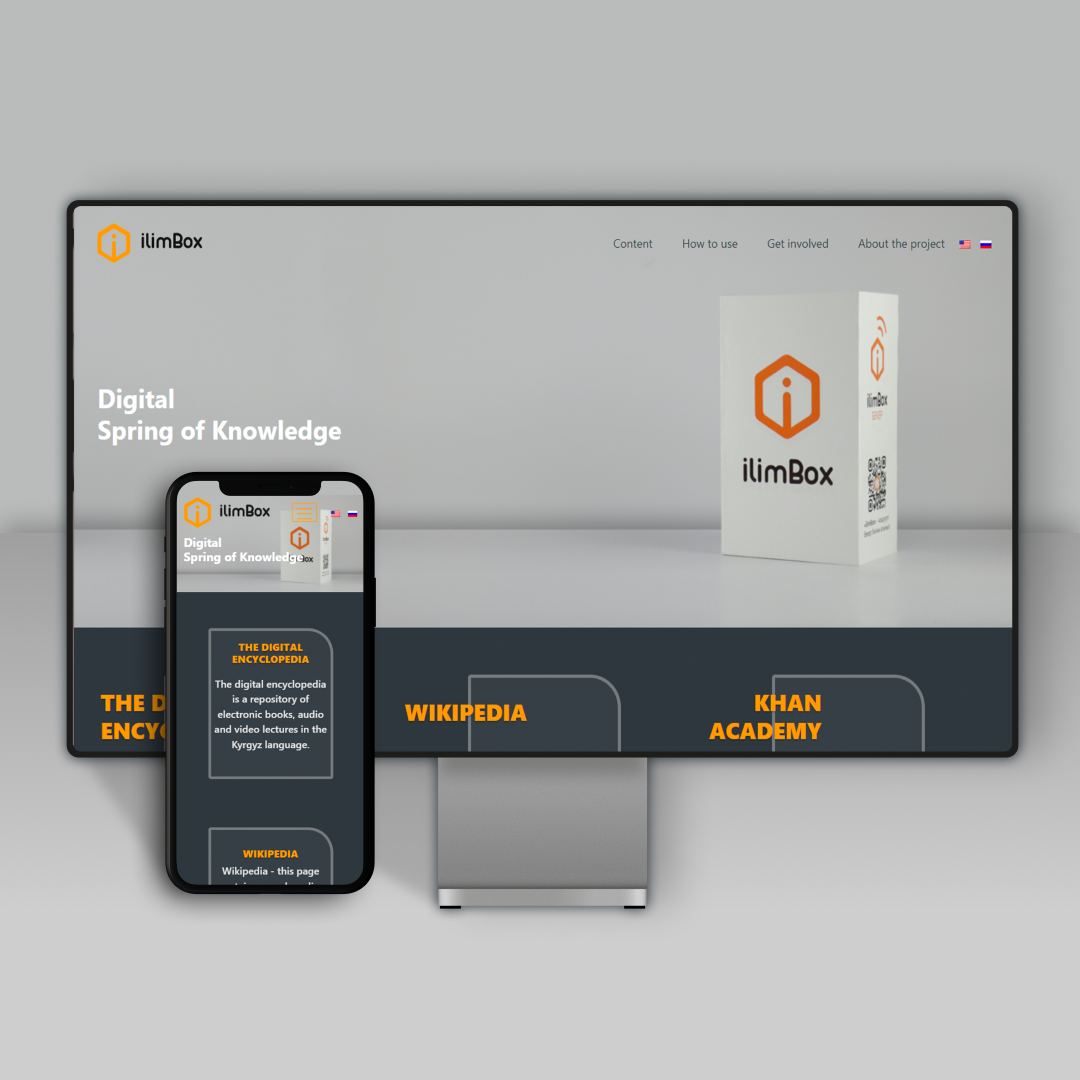 ilimBox
Content How to use Get involved About the project
ilimBox
Digital
Spring of Knowledge
ilimBox
THE D
ENCY
WIKIPEDIA
KHAN
ACADEMY
ilimBox
Digital
Spring of Knowledge
THE DIGITAL
ENCYCLOPEDIA
The digital encyclopedia
is a repository of
electronic books, audio
and video lectures in the
Kyrgyz language.
WIKIPEDIA
Wikipedia - this page